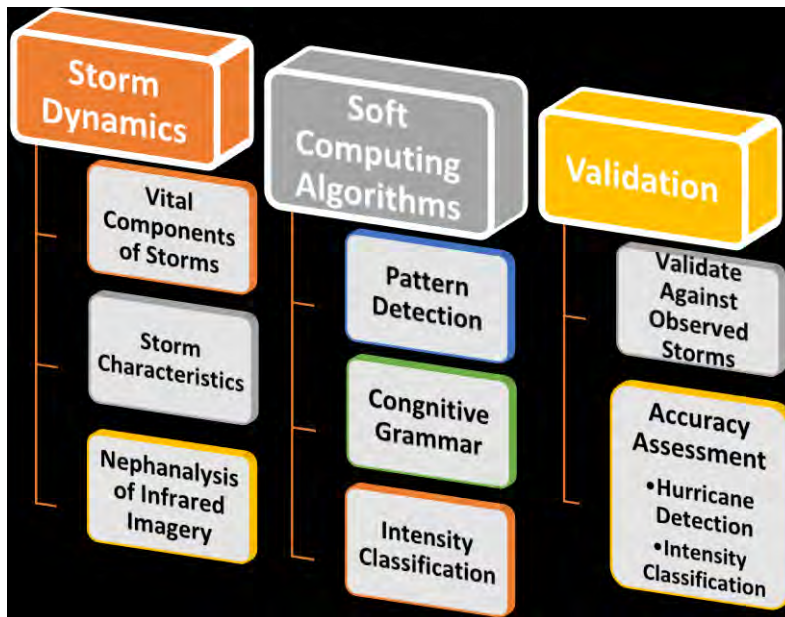 Storm
Dynamics
Vital
Components
of Storms
Storm
Characteristics
Nephanalysis
of Infrared
Imagery
Soft
Computing
Algorithms
Pattern
Detection
Congnitive
Grammar
Intensity
Classification
Validation
Validate
Against
Observed
Storms
Accuracy
Assessment
•Hurricane
Detection
•Intensity
Classification